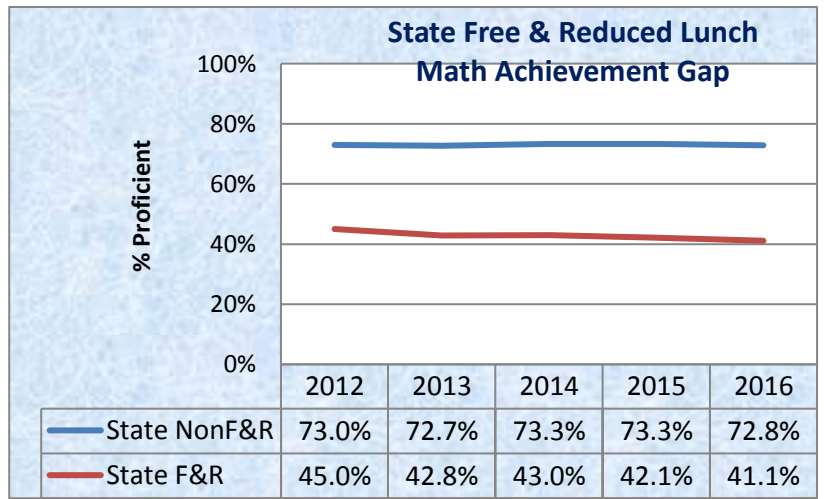 State Free & Reduced Lunch
Math Achievement Gap
100%
80%
60%
40%
20%
0%
% Proficient
2012 2013 2014 2015 2016
State NonF&R 73.0% 72.7% 73.3% 73.3% 72.8%
State F&R 45.0% 42.8% 43.0% 42.1% 41.1%